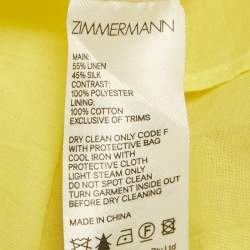 ZIMMERMANN
MAIN:
55% LINEN
45% SILK
CONTRAST:
100% POLYESTER
LINING:
100% COTTON
EXCLUSIVE OF TRIMS
DRY CLEAN ONLY CODE F
WITH PROTECTIVE BAG
COOL IRON WITH
PROTECTIVE CLOTH
LIGHT STEAM ONLY
DO NOT SPOT CLEAN
TURN GARMENT INSIDE OUT
BEFORE DRY CLEANING
MADE IN CHINA
Pty Ltd